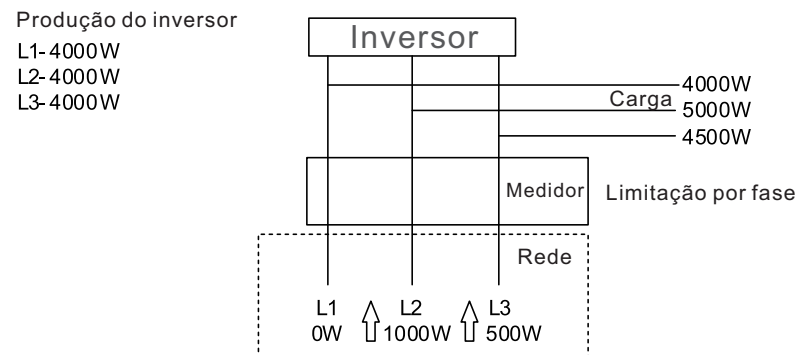 Produção do inversor
L1-4000W
L2-4000W
L3-4000W
Inversor
4000W
Carga
5000W
4500W
Medidor
Limitação por fase
Rede
L1 L2 L3
0W 1000W 500W